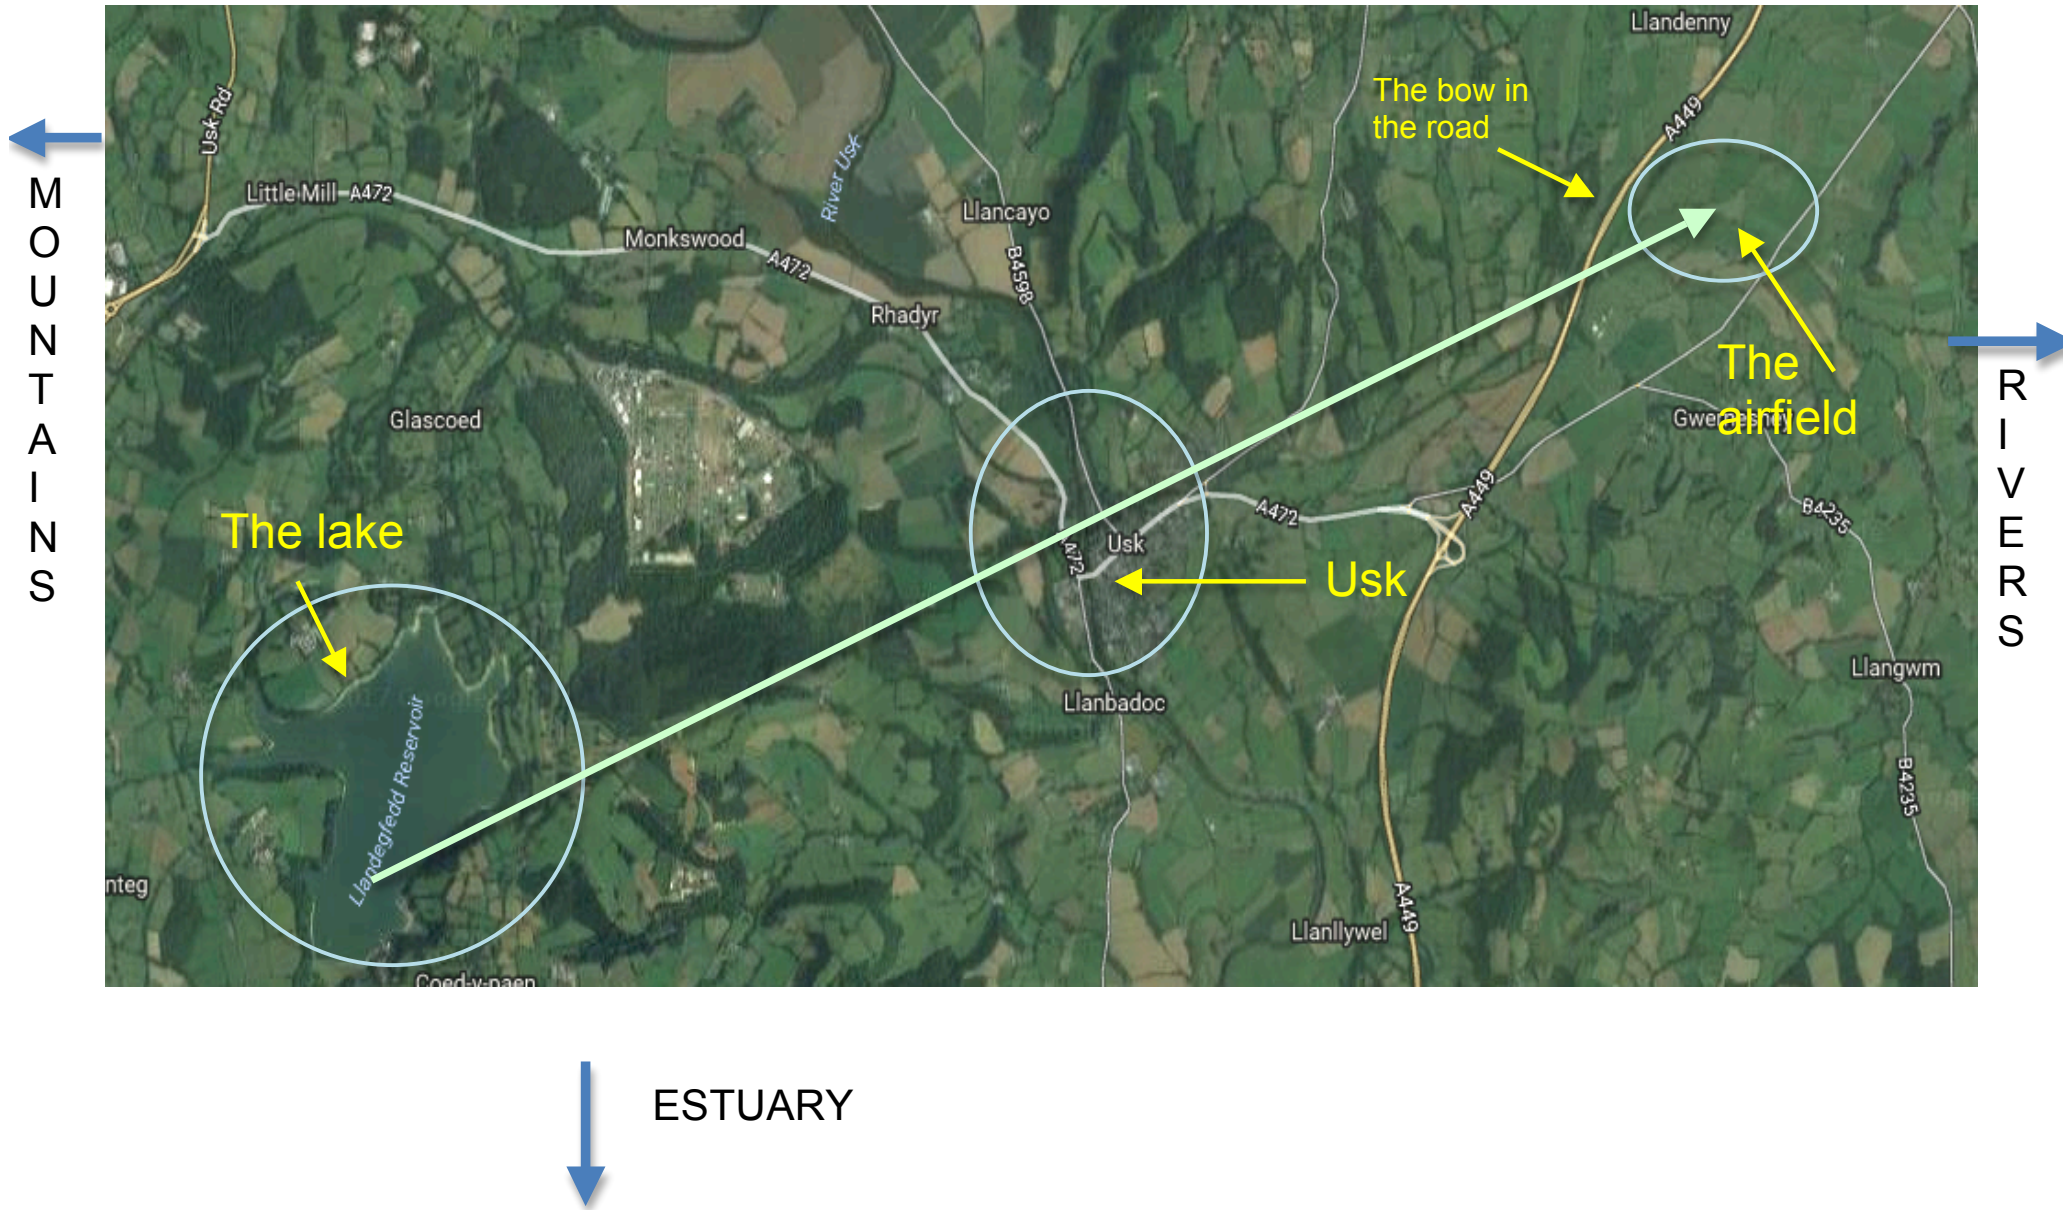 Llandenny
The bow in
the road
A449
Usk Rd
MOUNTAINS
Little Mill
A472
River Usk
Llancayo
Monkswood
A472
B4598
Rhadyr
The
airfield
RIVERS
Glascoed
Gwernesney
A449
A472
B4235
The lake
Usk
A472
Usk
Llangwm
Llanbadoc
Llandegfedd Reservoir
B4235
nteg
A449
Llanllywel
Coed-y-paen
ESTUARY